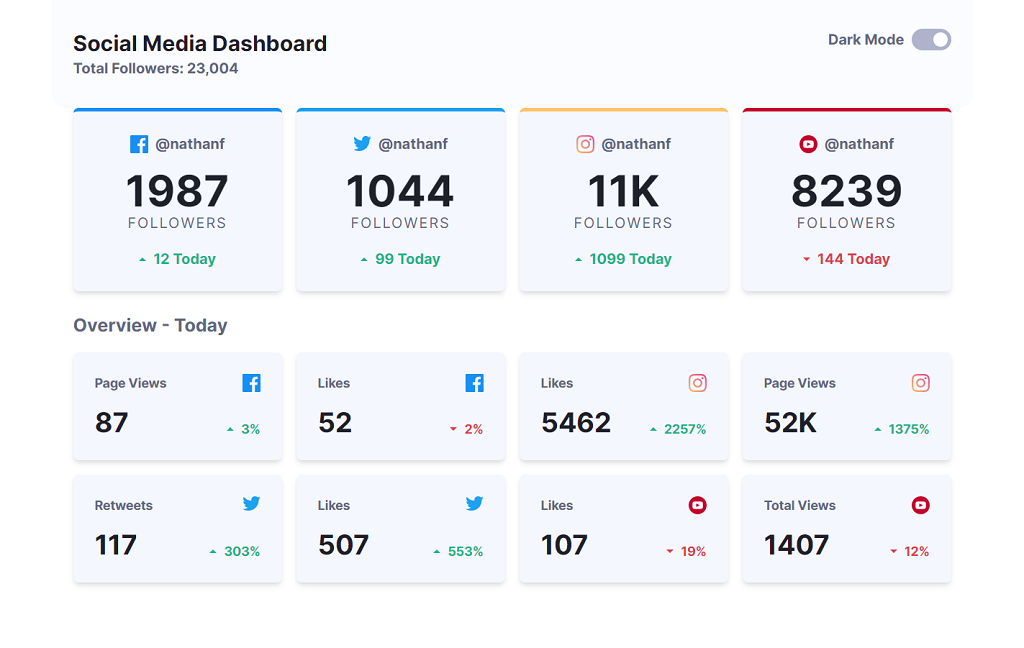 Social Media Dashboard
Total Followers: 23,004
Dark Mode
@nathanf
1987
FOLLOWERS
12 Today
@nathanf
1044
FOLLOWERS
99 Today
@nathanf
11K
FOLLOWERS
1099 Today
@nathanf
8239
FOLLOWERS
144 Today
Overview - Today
Page Views
87
3%
Likes
52
2%
Likes
5462
2257%
Page Views
52K
1375%
Retweets
117
303%
Likes
507
553%
Likes
107
19%
Total Views
1407
12%